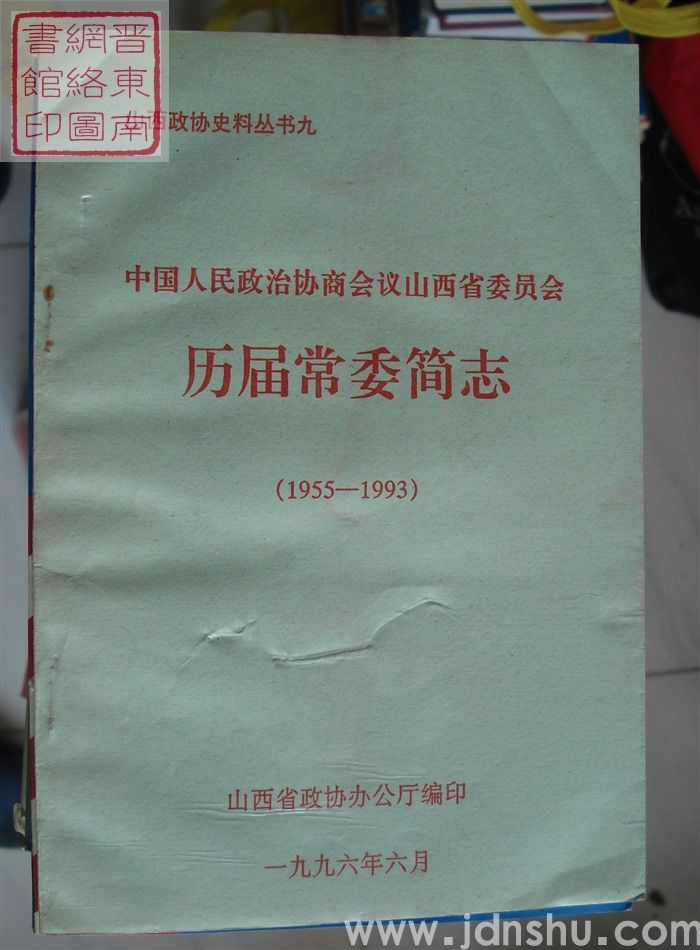 晋東南
網絡圖
書館印
山西政协史料丛书九
中国人民政治协商会议山西省委员会
历届常委简志
(1955—1993)
山西省政协办公厅编印
一九九六年六月
www.jdnshu.com